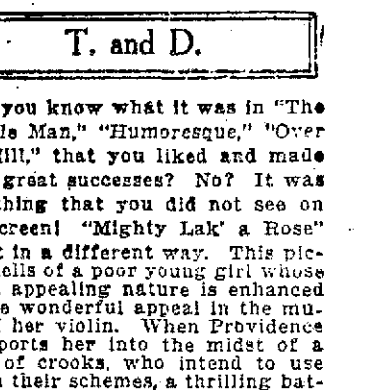 T. and D.
you know what it was in "The
le Man," "Humoresque," "Over
Hill," that you liked and made
great successes? No? It was
thing that you did not see on
creen! "Mighty Lak' a Rose"
t in a different way. This pic-
ells of a poor young girl whose
appealing nature is enhanced
e wonderful appeal in the mu-
f her violin. When Providence
ports her into the midst of a
of crooks, who intend to use
n their schemes, a thrilling bat-